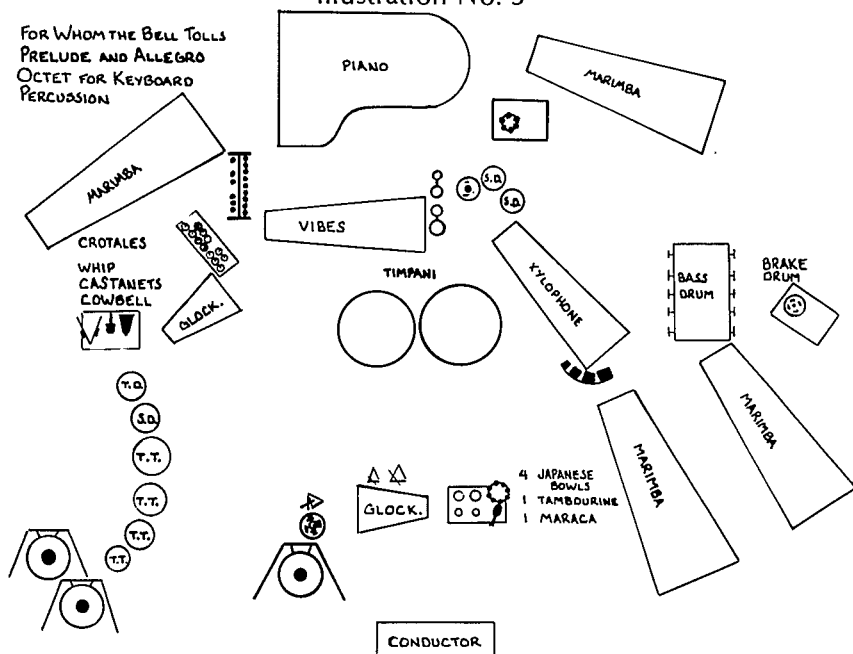 Illustration No. 3
FOR WHOM THE BELL TOLLS
PRELUDE AND ALLEGRO
OCTET FOR KEYBOARD
PERCUSSION
PIANO
MARIMBA
MARIMBA
S.D.
S.D.
VIBES
CROTALES
WHIP
CASTANETS
COWBELL
GLOCK.
TIMPANI
XYLOPHONE
BASS
DRUM
BRAKE
DRUM
T.D.
S.D.
T.T.
T.T.
T.T.
T.T.
MARIMBA
MARIMBA
GLOCK.
4 JAPANESE
BOWLS
1 TAMBOURINE
1 MARACA
CONDUCTOR